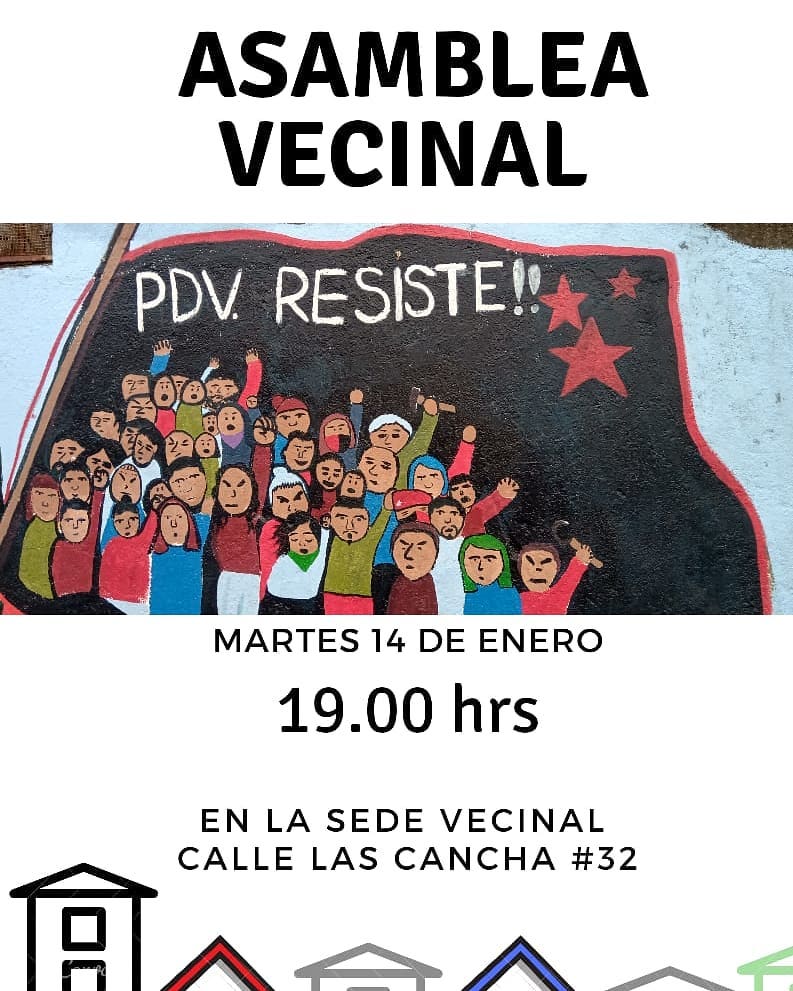 ASAMBLEA
VECINAL
PDV. RESISTE!!
MARTES 14 DE ENERO
19.00 hrs
EN LA SEDE VECINAL
CALLE LAS CANCHA #32
Canva